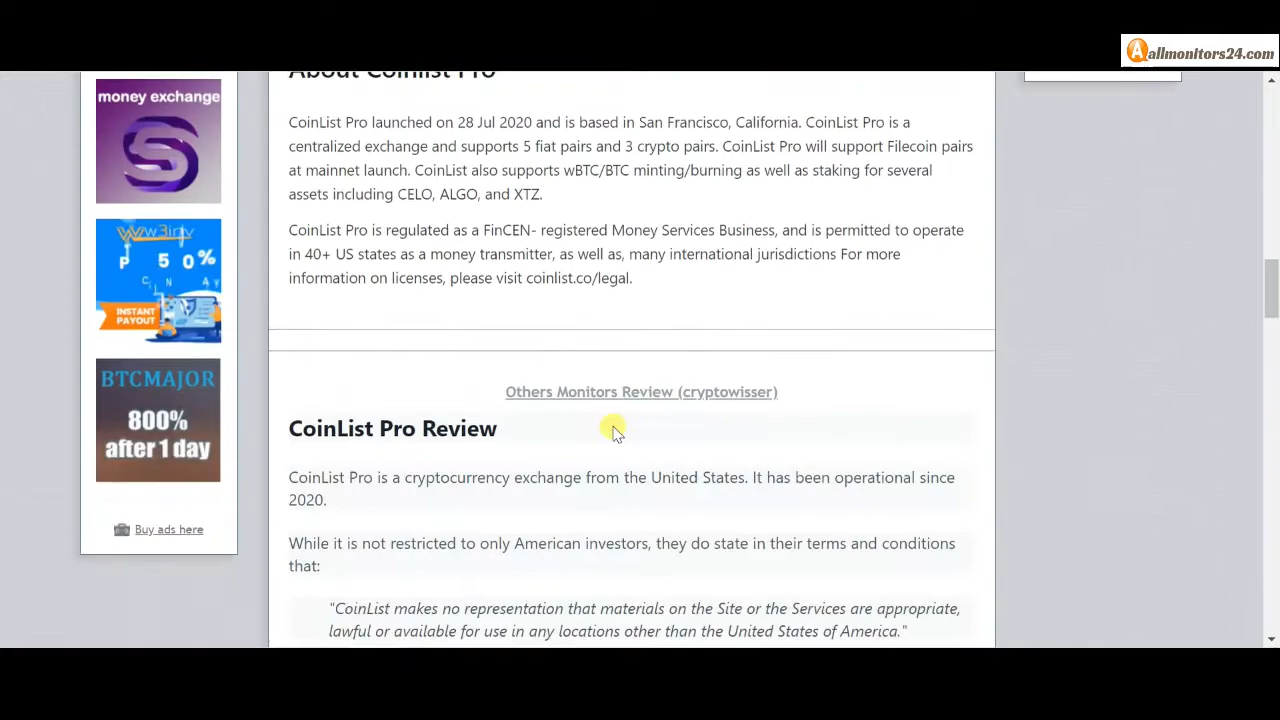 allmonitors24.com
About Coinlist Pro
money exchange
S
CoinList Pro launched on 28 Jul 2020 and is based in San Francisco, California. CoinList Pro is a
centralized exchange and supports 5 fiat pairs and 3 crypto pairs. CoinList Pro will support Filecoin pairs
at mainnet launch. CoinList also supports wBTC/BTC minting/burning as well as staking for several
assets including CELO, ALGO, and XTZ.
CoinList Pro is regulated as a FinCEN- registered Money Services Business, and is permitted to operate
in 40+ US states as a money transmitter, as well as, many international jurisdictions For more
information on licenses, please visit coinlist.co/legal.
50%
INSTANT
PAYOUT
BTCMAJOR
800%
after 1 day
Buy ads here
Others Monitors Review (cryptowisser)
CoinList Pro Review
CoinList Pro is a cryptocurrency exchange from the United States. It has been operational since
2020.
While it is not restricted to only American investors, they do state in their terms and conditions
that:
"CoinList makes no representation that materials on the Site or the Services are appropriate,
lawful or available for use in any locations other than the United States of America."